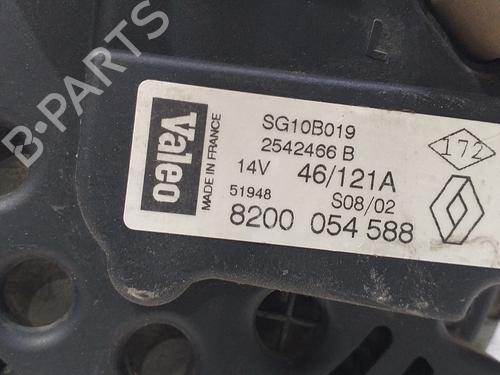 Valeo
MADE IN FRANCE
SG10B019
2542466 B
14V 46/121A
51948 S08/02
8200 054 588
172
B-PARTS